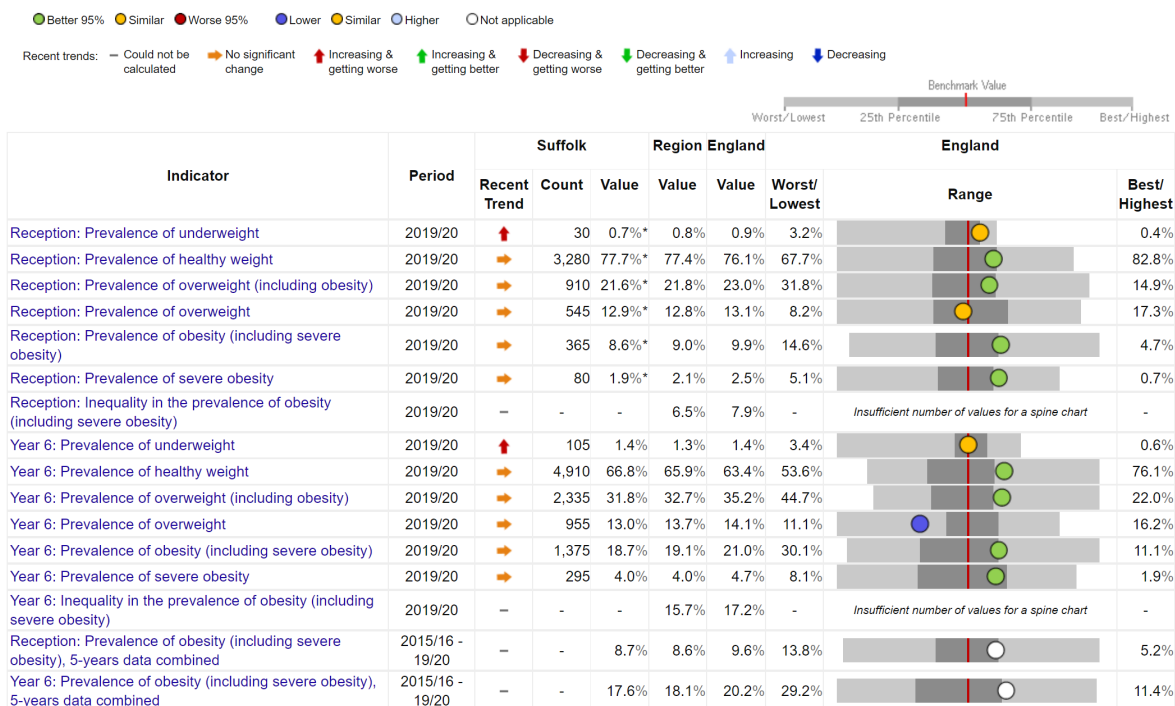 Better 95% Similar Worse 95% Lower Similar Higher Not applicable
Recent trends: – Could not be calculated No significant change Increasing & getting worse Increasing & getting better Decreasing & getting worse Decreasing & getting better Increasing Decreasing
Benchmark Value
Worst/Lowest 25th Percentile 75th Percentile Best/Highest
Suffolk Region England England
Indicator Period Recent Trend Count Value Value Value Worst/ Lowest Range Best/ Highest
Reception: Prevalence of underweight 2019/20 30 0.7%* 0.8% 0.9% 3.2% 0.4%
Reception: Prevalence of healthy weight 2019/20 3,280 77.7%* 77.4% 76.1% 67.7% 82.8%
Reception: Prevalence of overweight (including obesity) 2019/20 910 21.6%* 21.8% 23.0% 31.8% 14.9%
Reception: Prevalence of overweight 2019/20 545 12.9%* 12.8% 13.1% 8.2% 17.3%
Reception: Prevalence of obesity (including severe
obesity) 2019/20 365 8.6%* 9.0% 9.9% 14.6% 4.7%
Reception: Prevalence of severe obesity 2019/20 80 1.9%* 2.1% 2.5% 5.1% 0.7%
Reception: Inequality in the prevalence of obesity
(including severe obesity) 2019/20 – - - 6.5% 7.9% - Insufficient number of values for a spine chart -
Year 6: Prevalence of underweight 2019/20 105 1.4% 1.3% 1.4% 3.4% 0.6%
Year 6: Prevalence of healthy weight 2019/20 4,910 66.8% 65.9% 63.4% 53.6% 76.1%
Year 6: Prevalence of overweight (including obesity) 2019/20 2,335 31.8% 32.7% 35.2% 44.7% 22.0%
Year 6: Prevalence of overweight 2019/20 955 13.0% 13.7% 14.1% 11.1% 16.2%
Year 6: Prevalence of obesity (including severe obesity) 2019/20 1,375 18.7% 19.1% 21.0% 30.1% 11.1%
Year 6: Prevalence of severe obesity 2019/20 295 4.0% 4.0% 4.7% 8.1% 1.9%
Year 6: Inequality in the prevalence of obesity (including
severe obesity) 2019/20 – - - 15.7% 17.2% - Insufficient number of values for a spine chart -
Reception: Prevalence of obesity (including severe
obesity), 5-years data combined 2015/16 - 19/20 – - 8.7% 8.6% 9.6% 13.8% 5.2%
Year 6: Prevalence of obesity (including severe obesity),
5-years data combined 2015/16 - 19/20 – - 17.6% 18.1% 20.2% 29.2% 11.4%